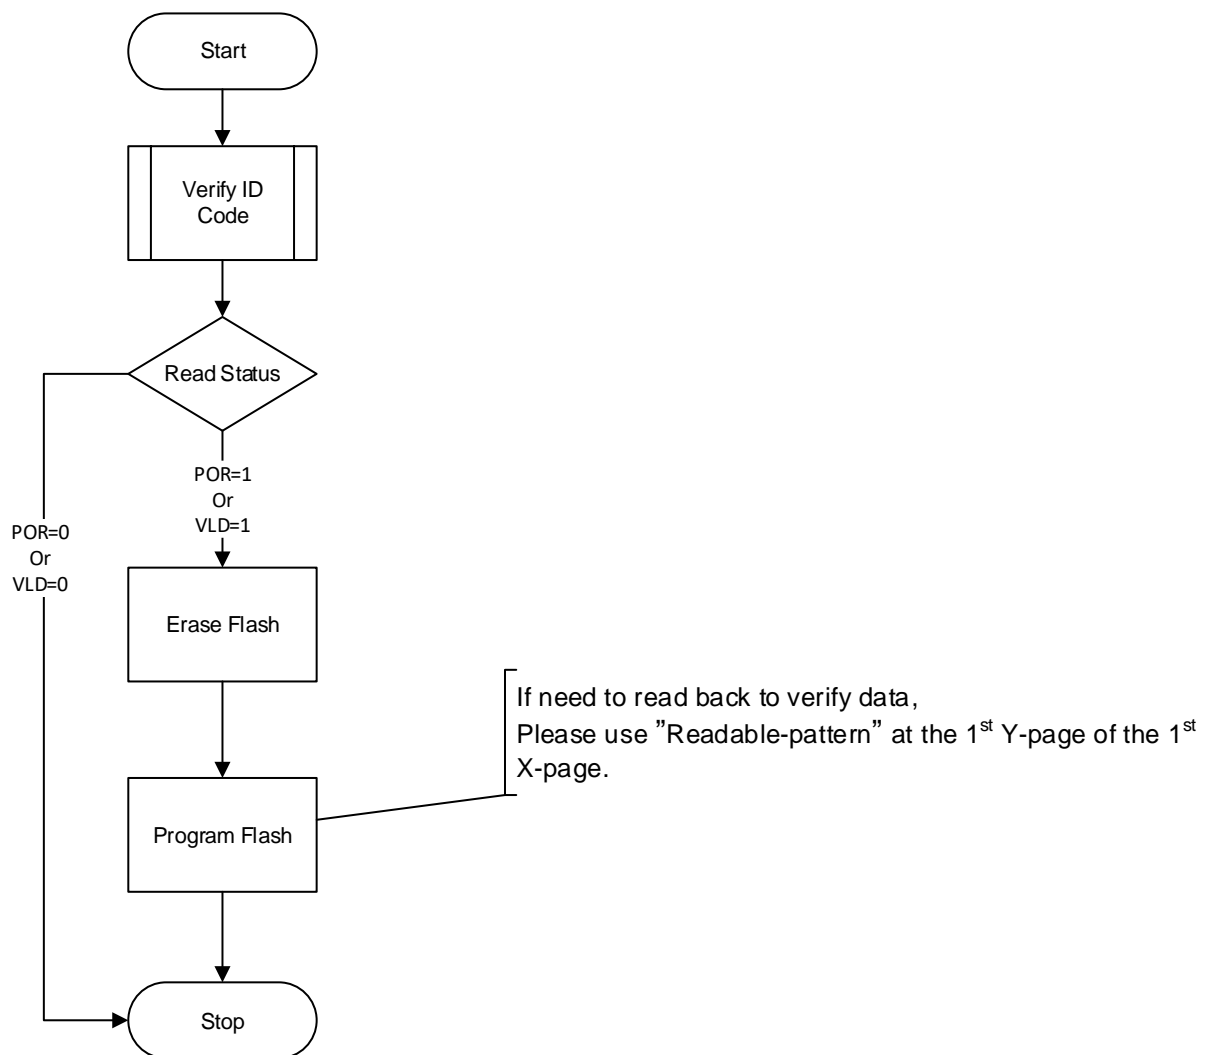 Start
Verify ID
Code
Read Status
POR=1
Or
VLD=1
POR=0
Or
VLD=0
Erase Flash
If need to read back to verify data,
Please use ”Readable-pattern” at the 1st Y-page of the 1st
X-page.
Program Flash
Stop